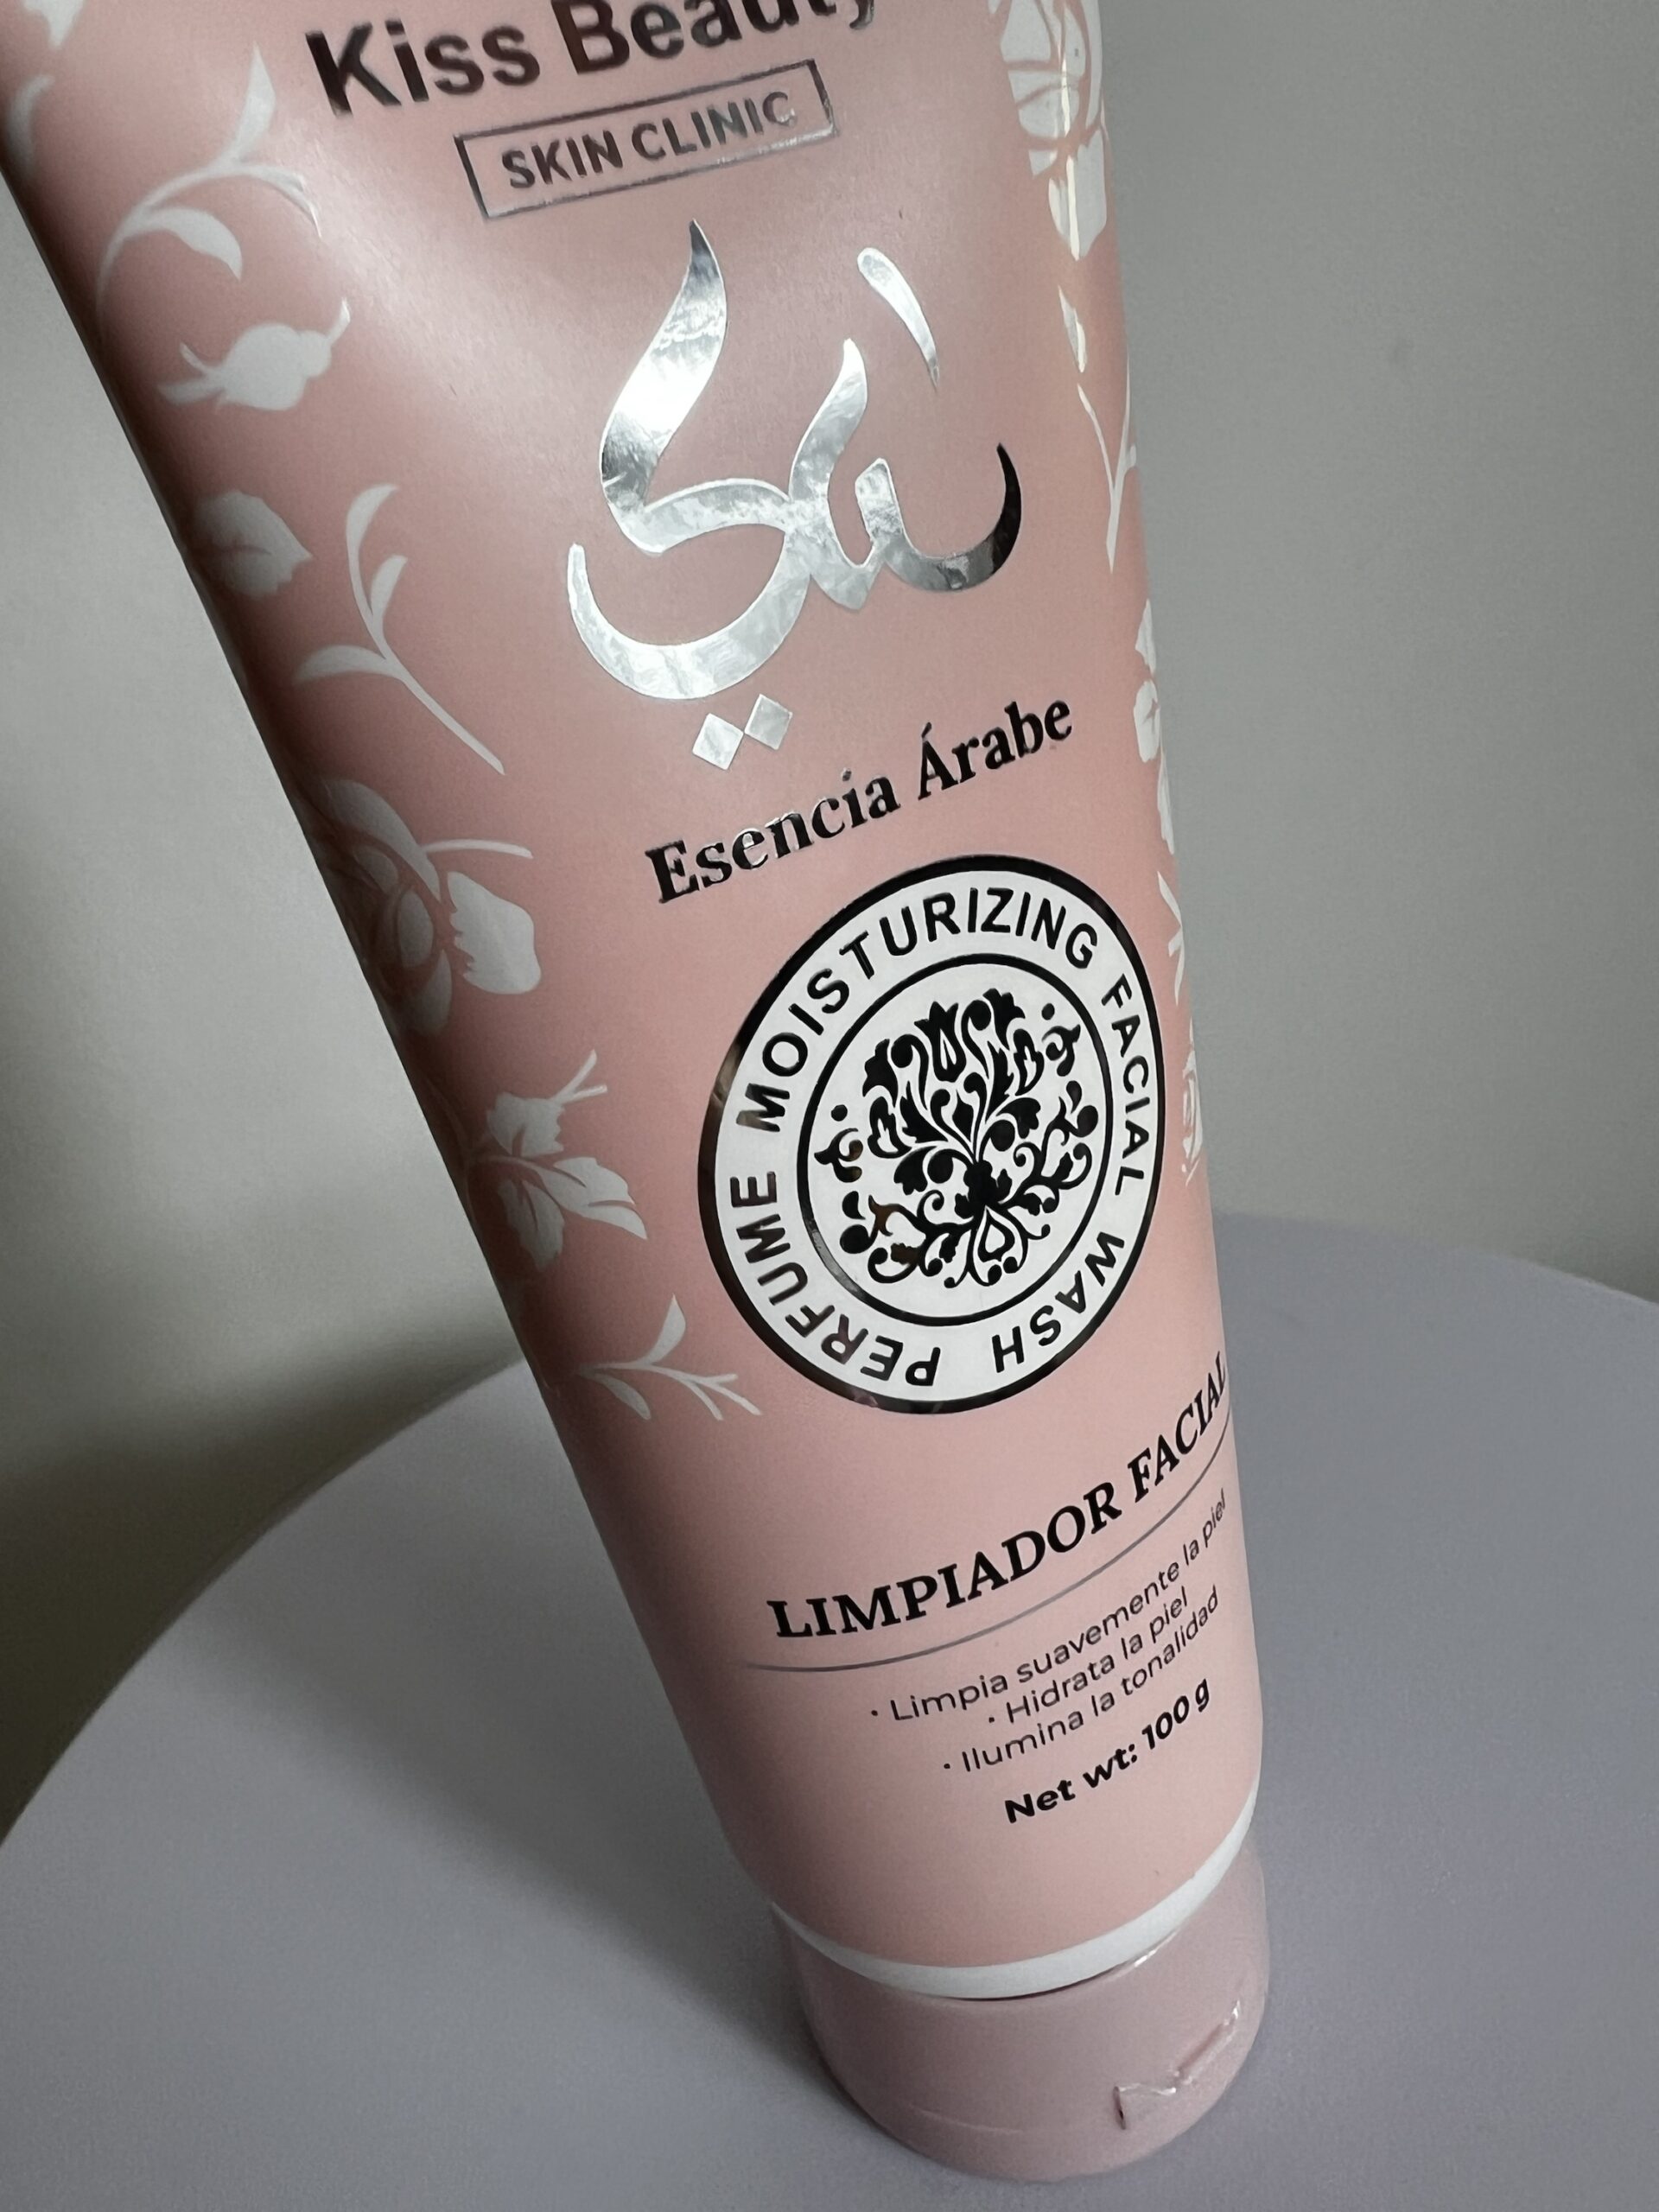 Kiss Beauty
SKIN CLINIC
Esencia Árabe
PERFUME MOISTURIZING FACIAL WASH
LIMPIADOR FACIAL
· Limpia suavemente la piel
· Hidrata la piel
· Ilumina la tonalidad
Net wt: 100 g